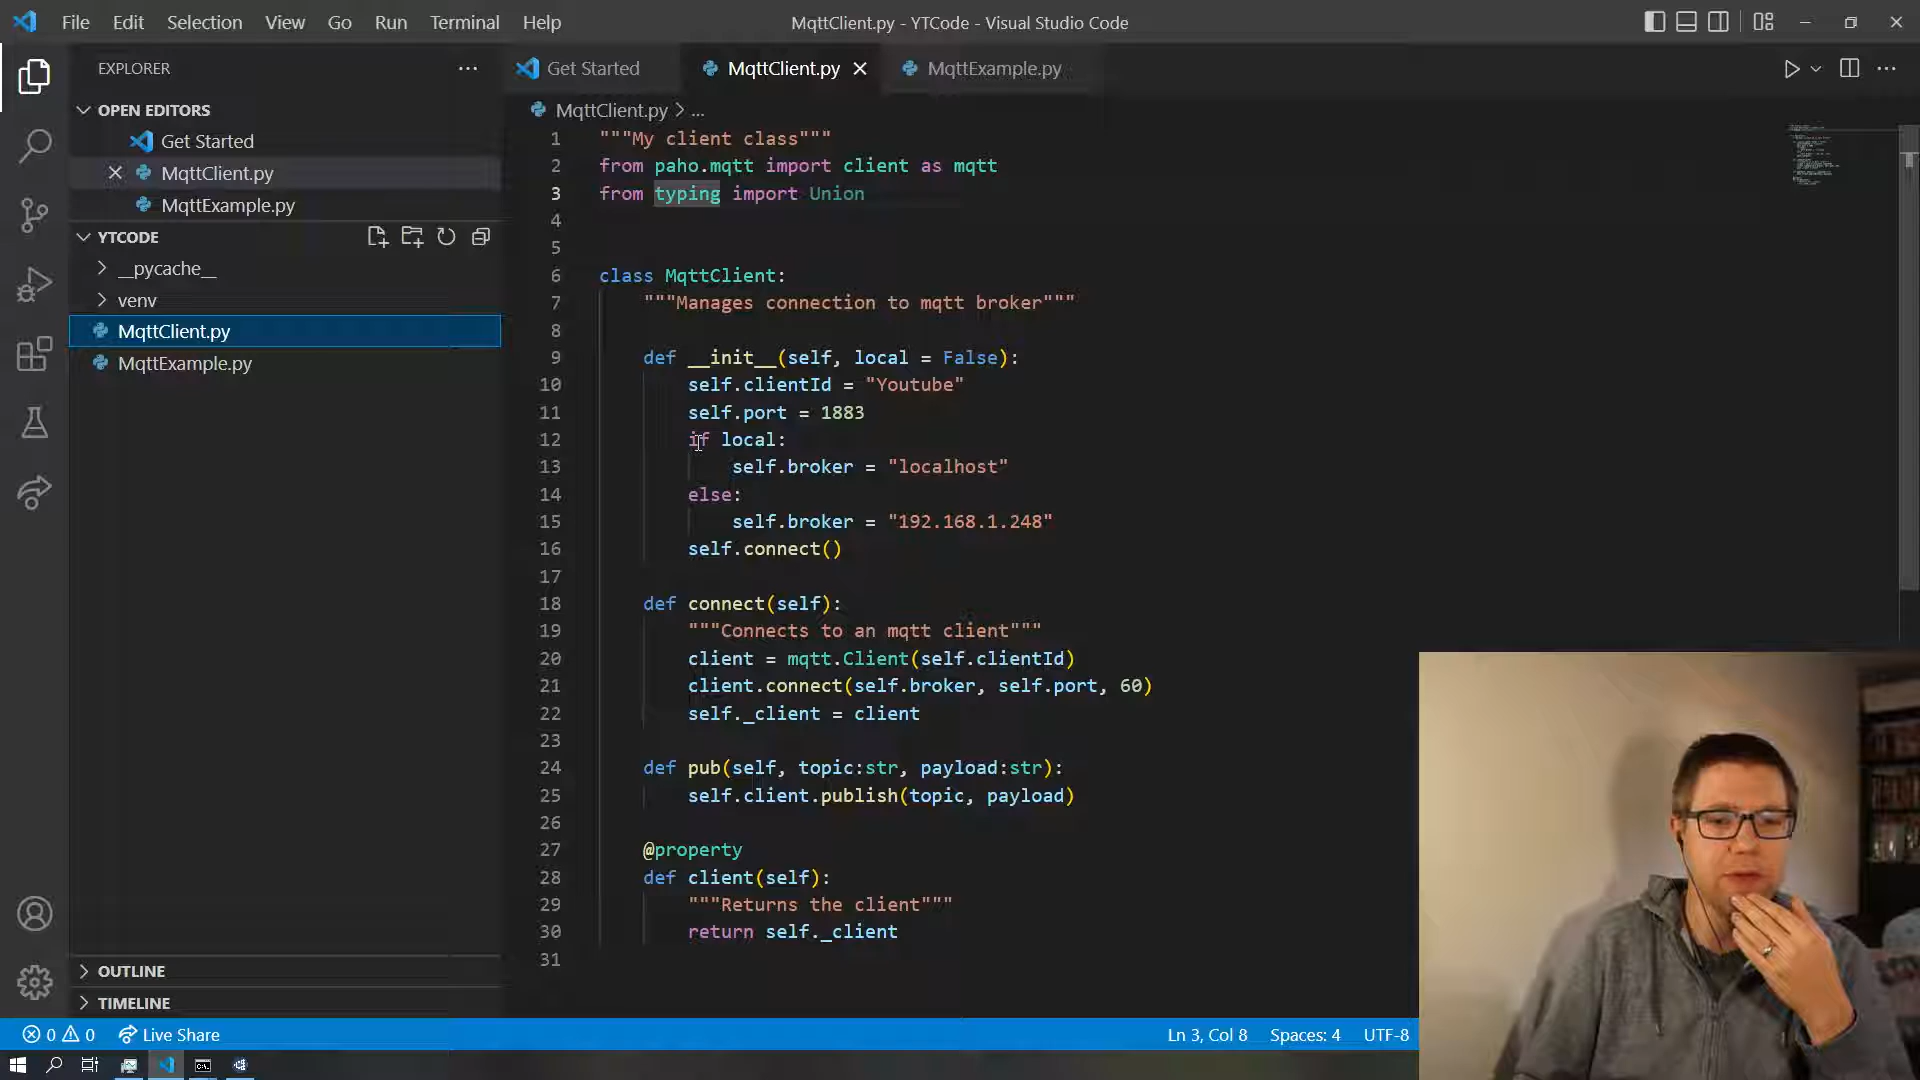 File Edit Selection View Go Run Terminal Help
MqttClient.py - YTCode - Visual Studio Code
EXPLORER
OPEN EDITORS
Get Started
MqttClient.py
MqttExample.py
YTCODE
__pycache__
venv
MqttClient.py
MqttExample.py
OUTLINE
TIMELINE
Get Started MqttClient.py MqttExample.py
MqttClient.py > ...
1 """My client class"""
2 from paho.mqtt import client as mqtt
3 from typing import Union
4
5
6 class MqttClient:
7 """Manages connection to mqtt broker"""
8
9 def __init__(self, local = False):
10 self.clientId = "Youtube"
11 self.port = 1883
12 if local:
13 self.broker = "localhost"
14 else:
15 self.broker = "192.168.1.248"
16 self.connect()
17
18 def connect(self):
19 """Connects to an mqtt client"""
20 client = mqtt.Client(self.clientId)
21 client.connect(self.broker, self.port, 60)
22 self._client = client
23
24 def pub(self, topic:str, payload:str):
25 self.client.publish(topic, payload)
26
27 @property
28 def client(self):
29 """Returns the client"""
30 return self._client
31
0 0 Live Share Ln 3, Col 8 Spaces: 4 UTF-8